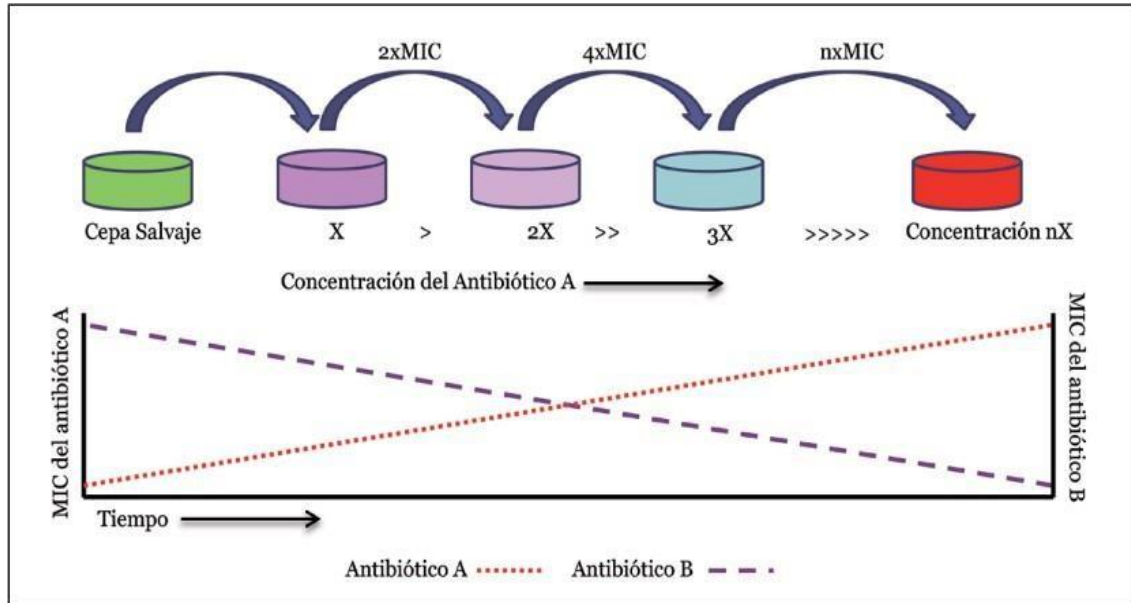 2xMIC 4xMIC nxMIC
Cepa Salvaje X > 2X >> 3X >>>>> Concentración nX
Concentración del Antibiótico A
MIC del antibiótico A
MIC del antibiótico B
Tiempo
Antibiótico A Antibiótico B